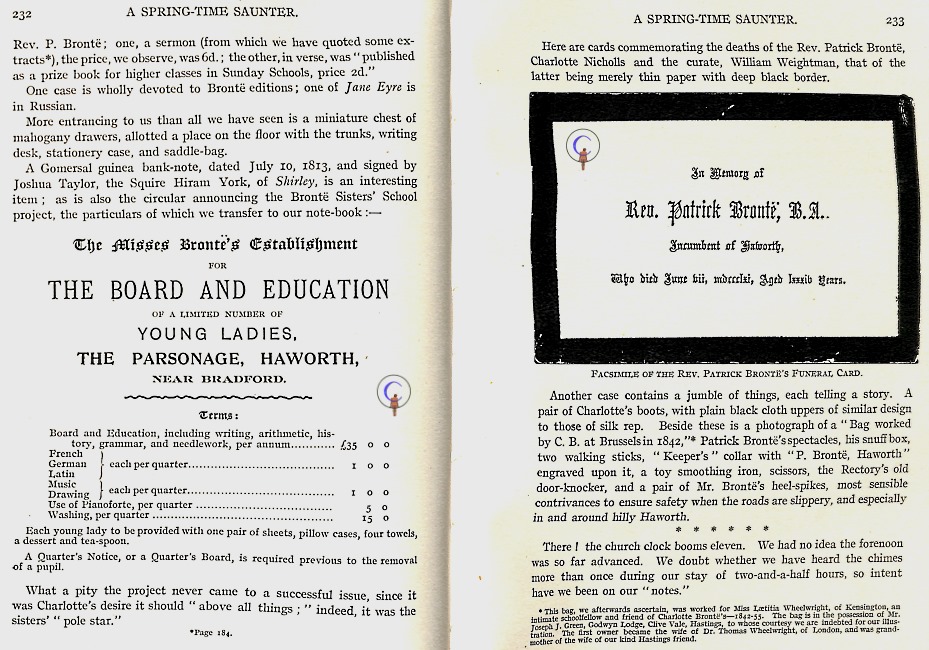 232
A SPRING-TIME SAUNTER.
Rev. P. Brontë; one, a sermon (from which we have quoted some ex-
tracts*), the price, we observe, was 6d.; the other, in verse, was "published
as a prize book for higher classes in Sunday Schools, price 2d."
One case is wholly devoted to Brontë editions; one of Jane Eyre is
in Russian.
More entrancing to us than all we have seen is a miniature chest of
mahogany drawers, allotted a place on the floor with the trunks, writing
desk, stationery case, and saddle-bag.
A Gomersal guinea bank-note, dated July 10, 1813, and signed by
Joshua Taylor, the Squire Hiram York, of Shirley, is an interesting
item; as is also the circular announcing the Brontë Sisters' School
project, the particulars of which we transfer to our note-book:—
The Misses Brontë's Establishment
FOR
THE BOARD AND EDUCATION
OF A LIMITED NUMBER OF
YOUNG LADIES,
THE PARSONAGE, HAWORTH,
NEAR BRADFORD.
Terms:
Board and Education, including writing, arithmetic, his-
tory, grammar, and needlework, per annum............ £35 0 0
French
German } each per quarter........................................ 1 0 0
Latin
Music
Drawing } each per quarter........................................ 1 0 0
Use of Pianoforte, per quarter ................................ 5 0
Washing, per quarter ............................................. 15 0
Each young lady to be provided with one pair of sheets, pillow cases, four towels,
a dessert and tea-spoon.
A Quarter's Notice, or a Quarter's Board, is required previous to the removal
of a pupil.
What a pity the project never came to a successful issue, since it
was Charlotte's desire it should "above all things;" indeed, it was the
sisters' "pole star."
*Page 184.
A SPRING-TIME SAUNTER.
233
Here are cards commemorating the deaths of the Rev. Patrick Brontë,
Charlotte Nicholls and the curate, William Weightman, that of the
latter being merely thin paper with deep black border.
In Memory of
Rev. Patrick Brontë, B.A.,
Incumbent of Haworth,
Who died June vii, mdccclxi, Aged lxxxiv Years.
FACSIMILE OF THE REV. PATRICK BRONTË'S FUNERAL CARD.
Another case contains a jumble of things, each telling a story. A
pair of Charlotte's boots, with plain black cloth uppers of similar design
to those of silk rep. Beside these is a photograph of a "Bag worked
by C. B. at Brussels in 1842,"* Patrick Brontë's spectacles, his snuff box,
two walking sticks, "Keeper's" collar with "P. Brontë, Haworth"
engraved upon it, a toy smoothing iron, scissors, the Rectory's old
door-knocker, and a pair of Mr. Brontë's heel-spikes, most sensible
contrivances to ensure safety when the roads are slippery, and especially
in and around hilly Haworth.
* * * * * *
There! the church clock booms eleven. We had no idea the forenoon
was so far advanced. We doubt whether we have heard the chimes
more than once during our stay of two-and-a-half hours, so intent
have we been on our "notes."
* This bag, we afterwards ascertain, was worked for Miss Lætitia Wheelwright, of Kensington, an
intimate schoolfellow and friend of Charlotte Brontë's—1842-55. The bag is in the possession of Mr.
Joseph J. Green, Godwyn Lodge, Clive Vale, Hastings, to whose courtesy we are indebted for our illus-
tration. The first owner became the wife of Dr. Thomas Wheelwright, of London, and was grand-
mother of the wife of our kind Hastings friend.